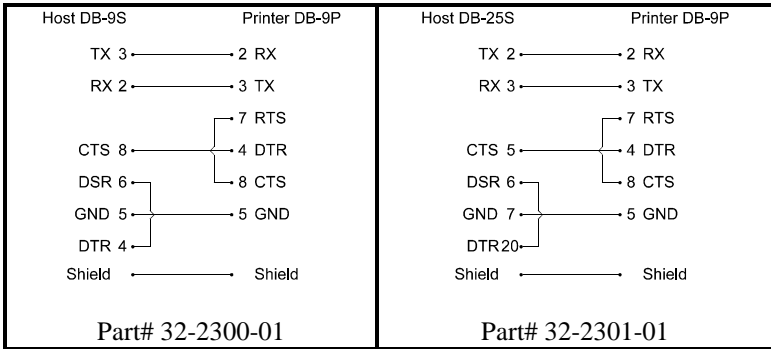 Host DB-9S Printer DB-9P
TX 3 2 RX
RX 2 3 TX
7 RTS
CTS 8 4 DTR
DSR 6 8 CTS
GND 5 5 GND
DTR 4
Shield Shield
Part# 32-2300-01
Host DB-25S Printer DB-9P
TX 2 2 RX
RX 3 3 TX
7 RTS
CTS 5 4 DTR
DSR 6 8 CTS
GND 7 5 GND
DTR20
Shield Shield
Part# 32-2301-01